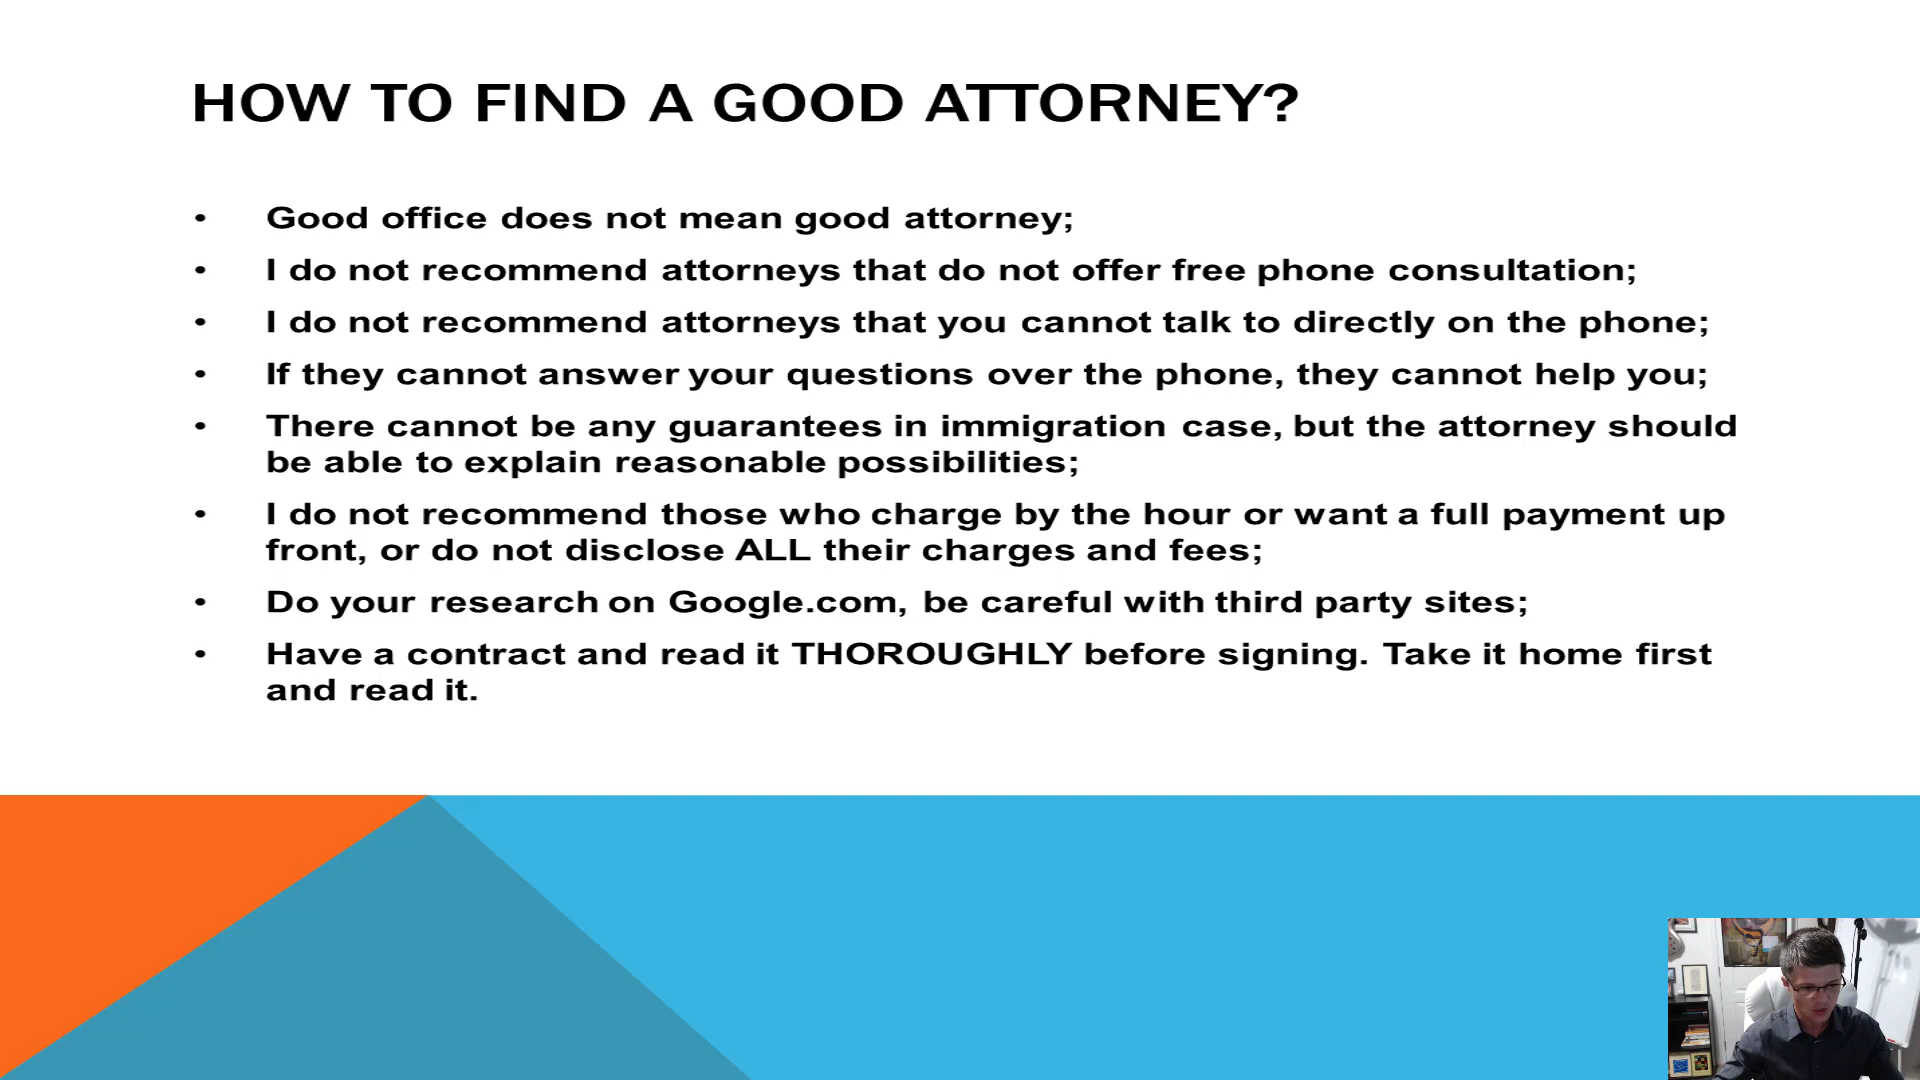 HOW TO FIND A GOOD ATTORNEY?
• Good office does not mean good attorney;
• I do not recommend attorneys that do not offer free phone consultation;
• I do not recommend attorneys that you cannot talk to directly on the phone;
• If they cannot answer your questions over the phone, they cannot help you;
• There cannot be any guarantees in immigration case, but the attorney should
be able to explain reasonable possibilities;
• I do not recommend those who charge by the hour or want a full payment up
front, or do not disclose ALL their charges and fees;
• Do your research on Google.com, be careful with third party sites;
• Have a contract and read it THOROUGHLY before signing. Take it home first
and read it.